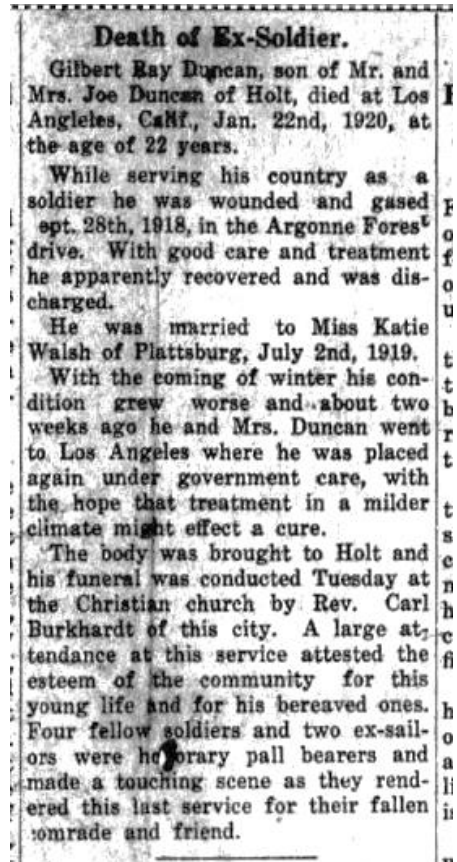 Death of Ex-Soldier.
Gilbert Ray Duncan, son of Mr. and
Mrs. Joe Duncan of Holt, died at Los
Angleles, Calif., Jan. 22nd, 1920, at
the age of 22 years.
While serving his country as a
soldier he was wounded and gased
ept. 28th, 1918, in the Argonne Forest
drive. With good care and treatment
he apparently recovered and was dis-
charged.
He was married to Miss Katie
Walsh of Plattsburg, July 2nd, 1919.
With the coming of winter his con-
dition grew worse and about two
weeks ago he and Mrs. Duncan went
to Los Angeles where he was placed
again under government care, with
the hope that treatment in a milder
climate might effect a cure.
The body was brought to Holt and
his funeral was conducted Tuesday at
the Christian church by Rev. Carl
Burkhardt of this city. A large at-
tendance at this service attested the
esteem of the community for this
young life and for his bereaved ones.
Four fellow soldiers and two ex-sail-
ors were honorary pall bearers and
made a touching scene as they rend-
ered this last service for their fallen
comrade and friend.